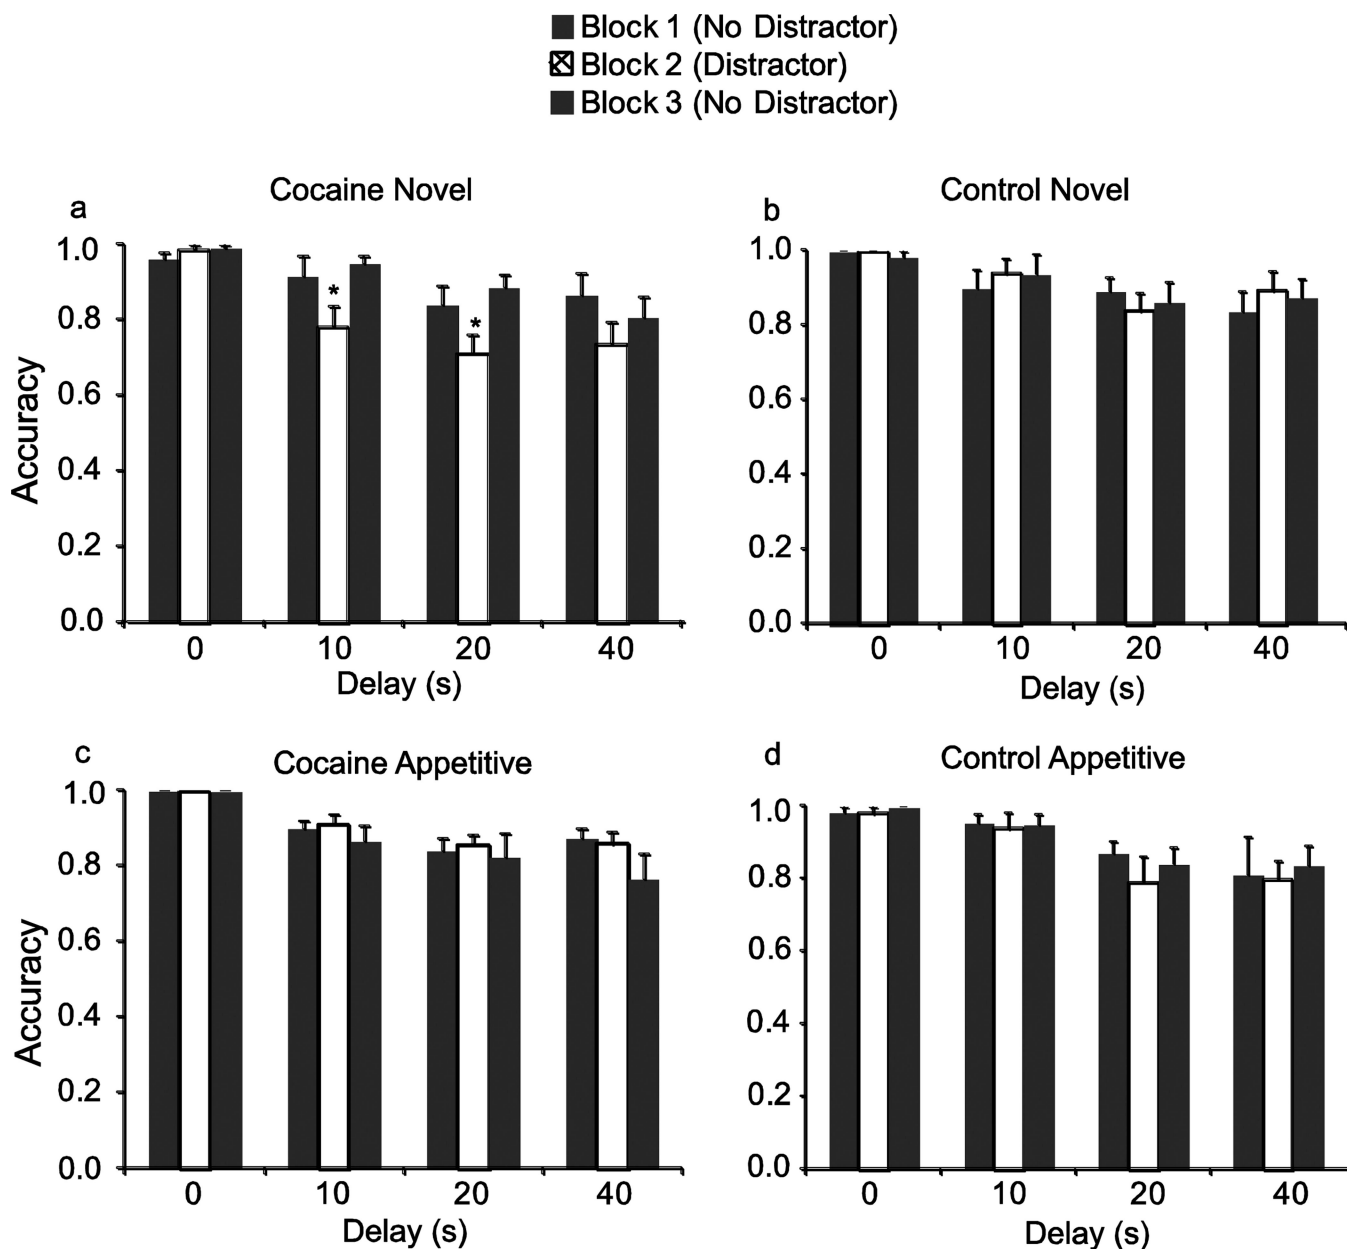 Block 1 (No Distractor)
Block 2 (Distractor)
Block 3 (No Distractor)
a
Cocaine Novel
Accuracy
1.0
0.8
0.6
0.4
0.2
0.0
*
*
0 10 20 40
Delay (s)
b
Control Novel
1.0
0.8
0.6
0.4
0.2
0.0
0 10 20 40
Delay (s)
c
Cocaine Appetitive
Accuracy
1.0
0.8
0.6
0.4
0.2
0.0
0 10 20 40
Delay (s)
d
Control Appetitive
1.0
0.8
0.6
0.4
0.2
0.0
0 10 20 40
Delay (s)